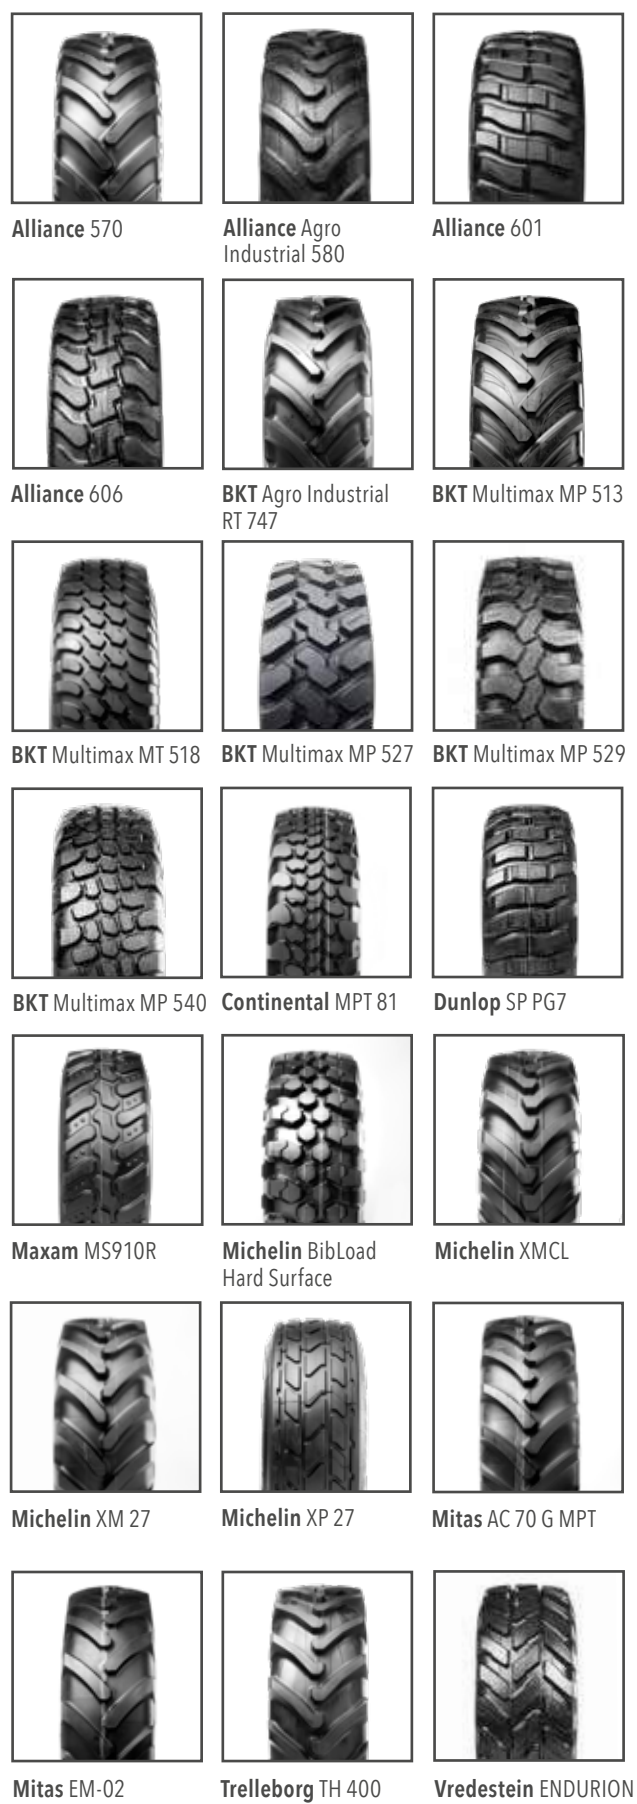 Alliance 570
Alliance Agro
Industrial 580
Alliance 601
Alliance 606
BKT Agro Industrial
RT 747
BKT Multimax MP 513
BKT Multimax MT 518
BKT Multimax MP 527
BKT Multimax MP 529
BKT Multimax MP 540
Continental MPT 81
Dunlop SP PG7
Maxam MS910R
Michelin BibLoad
Hard Surface
Michelin XMCL
Michelin XM 27
Michelin XP 27
Mitas AC 70 G MPT
Mitas EM-02
Trelleborg TH 400
Vredestein ENDURION